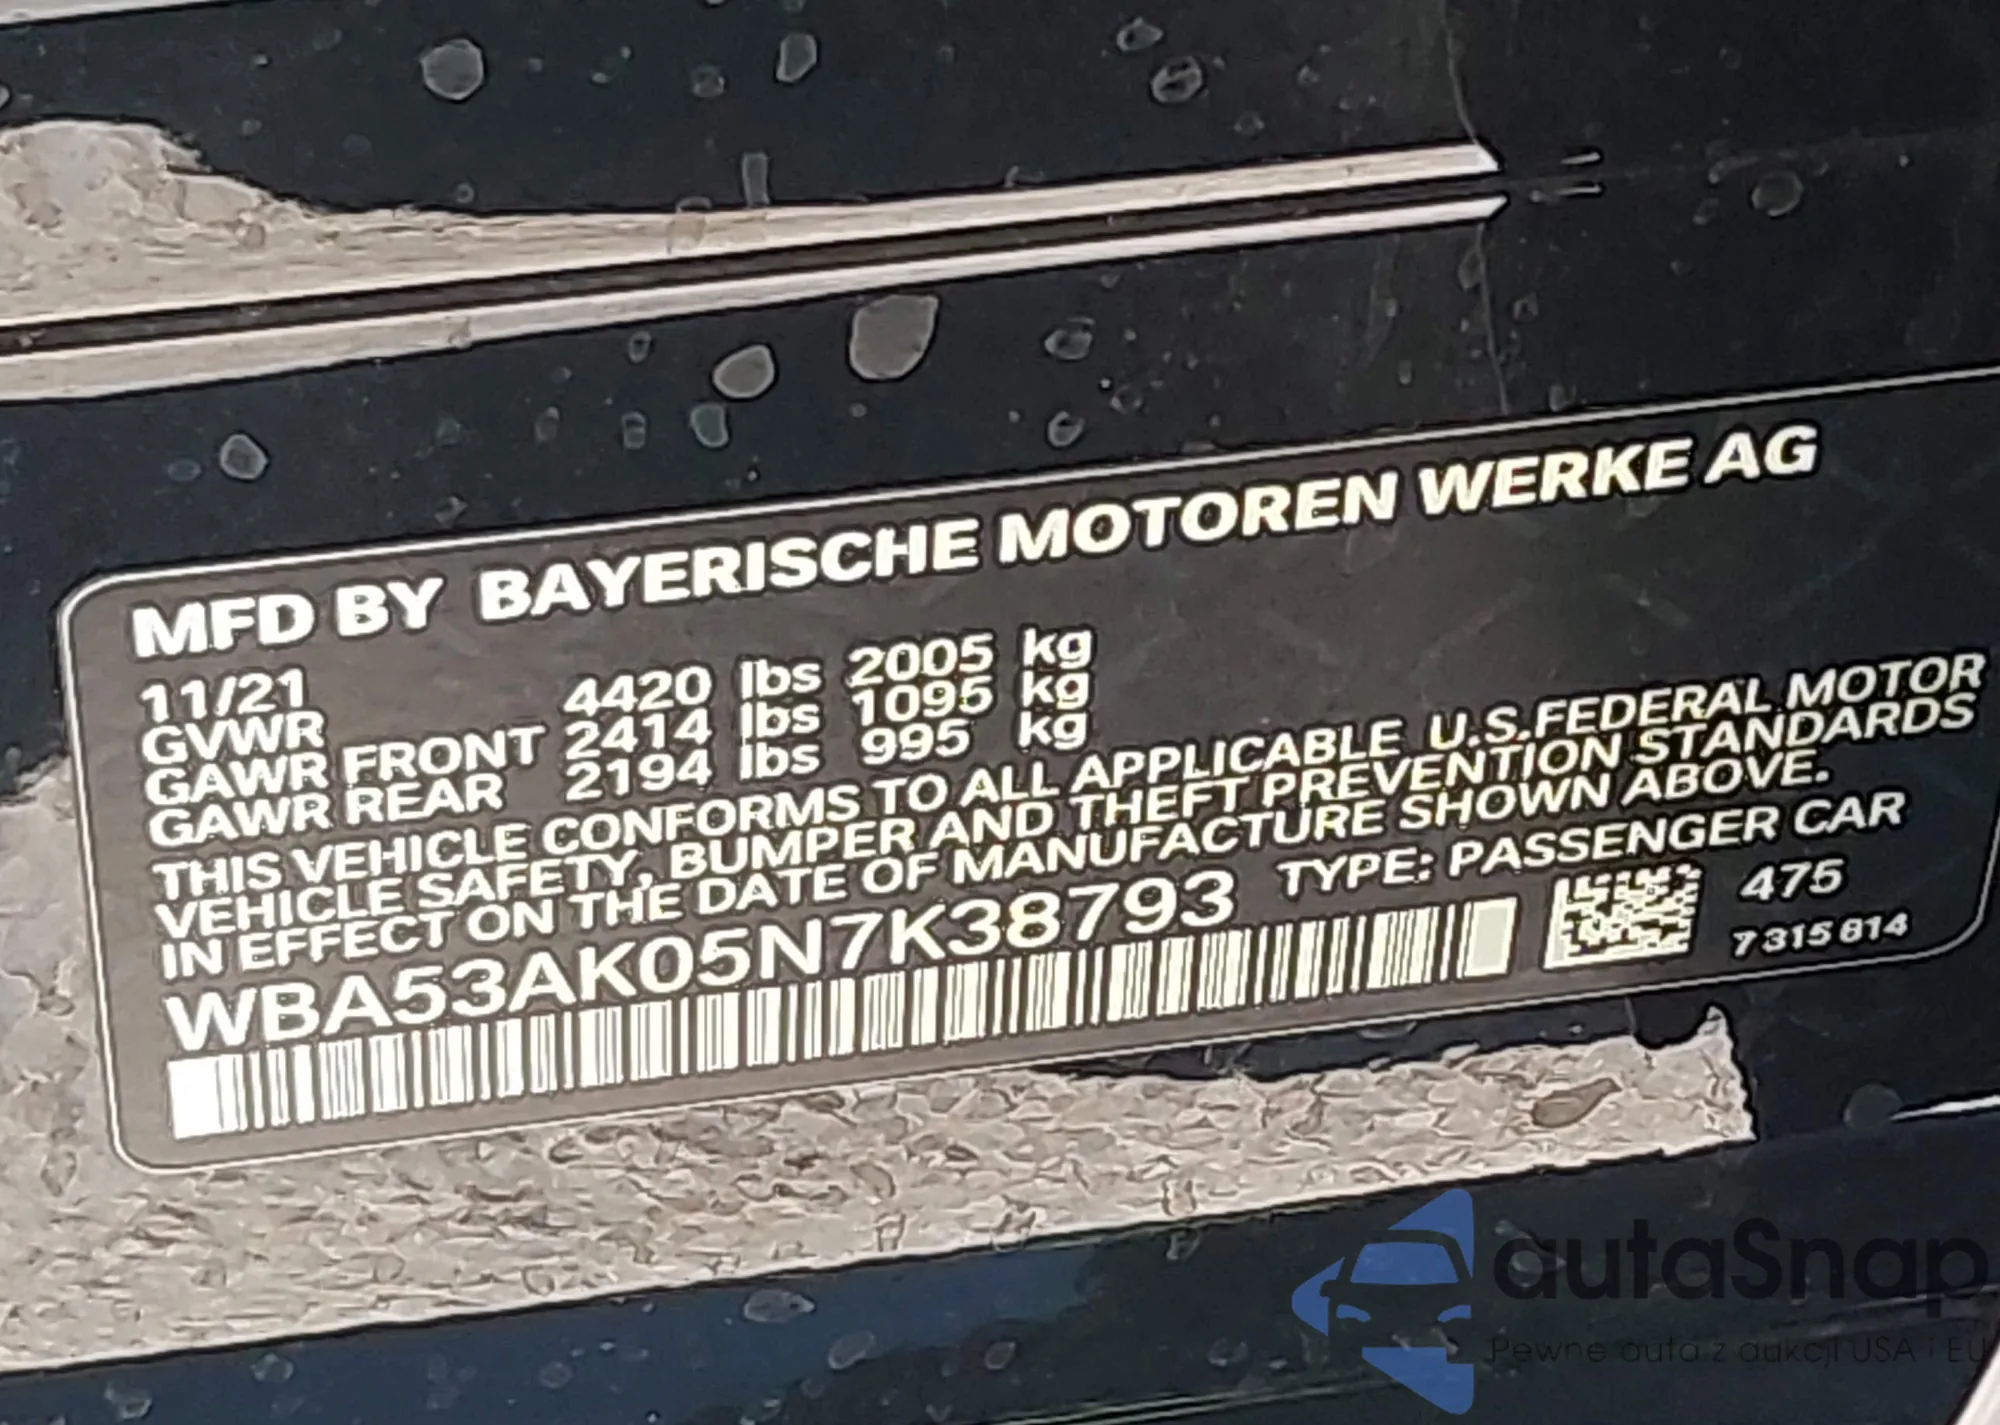 MFD BY BAYERISCHE MOTOREN WERKE AG
11/21
GVWR 4420 lbs 2005 kg
GAWR FRONT 2414 lbs 1095 kg
GAWR REAR 2194 lbs 995 kg
THIS VEHICLE CONFORMS TO ALL APPLICABLE U.S.FEDERAL MOTOR
VEHICLE SAFETY, BUMPER AND THEFT PREVENTION STANDARDS
IN EFFECT ON THE DATE OF MANUFACTURE SHOWN ABOVE.
WBA53AK05N7K38793 TYPE: PASSENGER CAR
475
7315814
autaSnap
Pewne auta z aukcji USA i EU